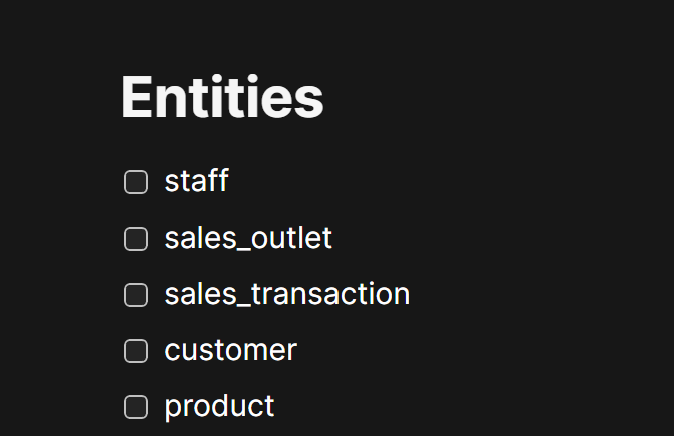 Entities
staff
sales_outlet
sales_transaction
customer
product